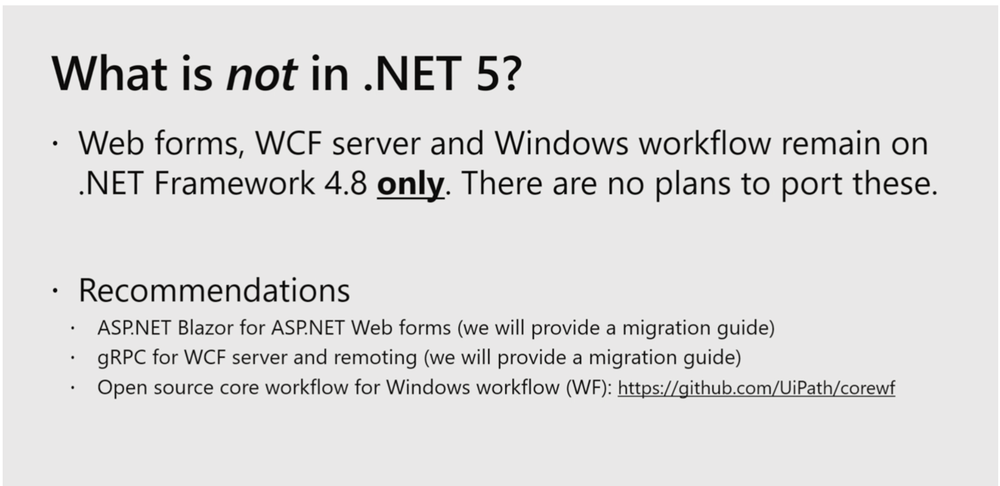 What is not in .NET 5?
· Web forms, WCF server and Windows workflow remain on
.NET Framework 4.8 only. There are no plans to port these.
· Recommendations
· ASP.NET Blazor for ASP.NET Web forms (we will provide a migration guide)
· gRPC for WCF server and remoting (we will provide a migration guide)
· Open source core workflow for Windows workflow (WF): https://github.com/UiPath/corewf